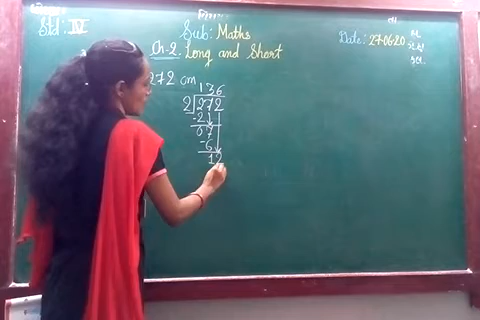 Std: IV
Sub: Maths
Date: 27-06-20
Ch-2. Long and Short
272 cm
136
2 272
-2
07
-6
12